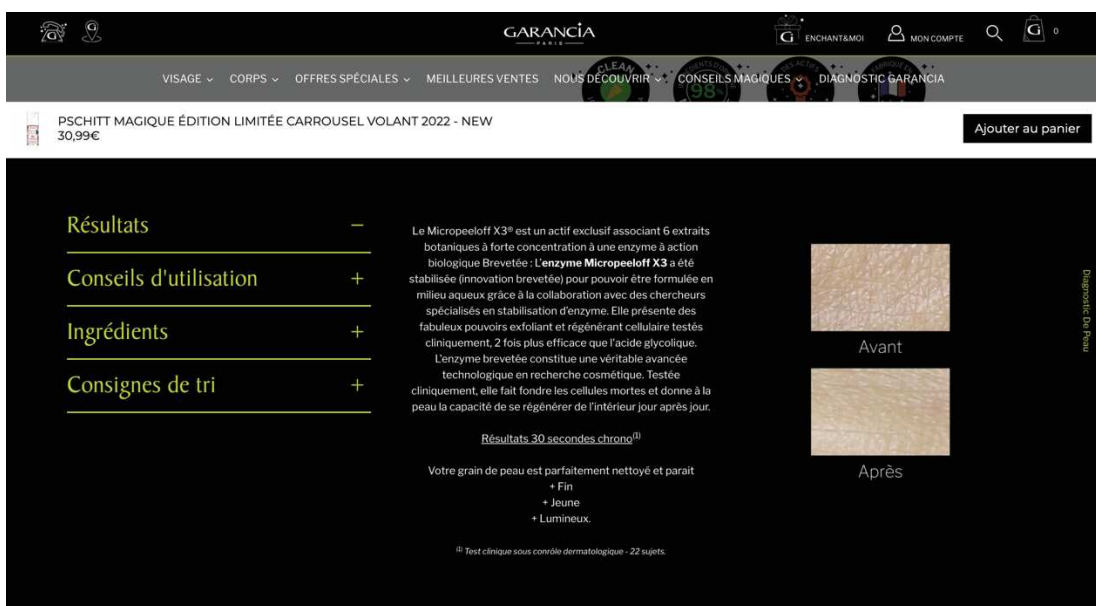 G
G
GARANCIA
PARIS
G
ENCHANT&MOI
MON COMPTE
G
0
VISAGE
CORPS
OFFRES SPÉCIALES
MEILLEURES VENTES
NOUS DÉCOUVRIR
CONSEILS MAGIQUES
DIAGNOSTIC GARANCIA
CLEAN
98%
PSCHITT MAGIQUE ÉDITION LIMITÉE CARROUSEL VOLANT 2022 - NEW
30,99€
Ajouter au panier
Résultats −
Conseils d'utilisation +
Ingrédients +
Consignes de tri +
Le Micropeeloff X3® est un actif exclusif associant 6 extraits
botaniques à forte concentration à une enzyme à action
biologique Brevetée : L'enzyme Micropeeloff X3 a été
stabilisée (innovation brevetée) pour pouvoir être formulée en
milieu aqueux grâce à la collaboration avec des chercheurs
spécialisés en stabilisation d'enzyme. Elle présente des
fabuleux pouvoirs exfoliant et régénérant cellulaire testés
cliniquement, 2 fois plus efficace que l'acide glycolique.
L'enzyme brevetée constitue une véritable avancée
technologique en recherche cosmétique. Testée
cliniquement, elle fait fondre les cellules mortes et donne à la
peau la capacité de se régénérer de l'intérieur jour après jour.
Résultats 30 secondes chrono(1)
Votre grain de peau est parfaitement nettoyé et parait
+ Fin
+ Jeune
+ Lumineux.
(1) Test clinique sous conrôle dermatologique - 22 sujets.
Avant
Après
Diagnostic De Peau